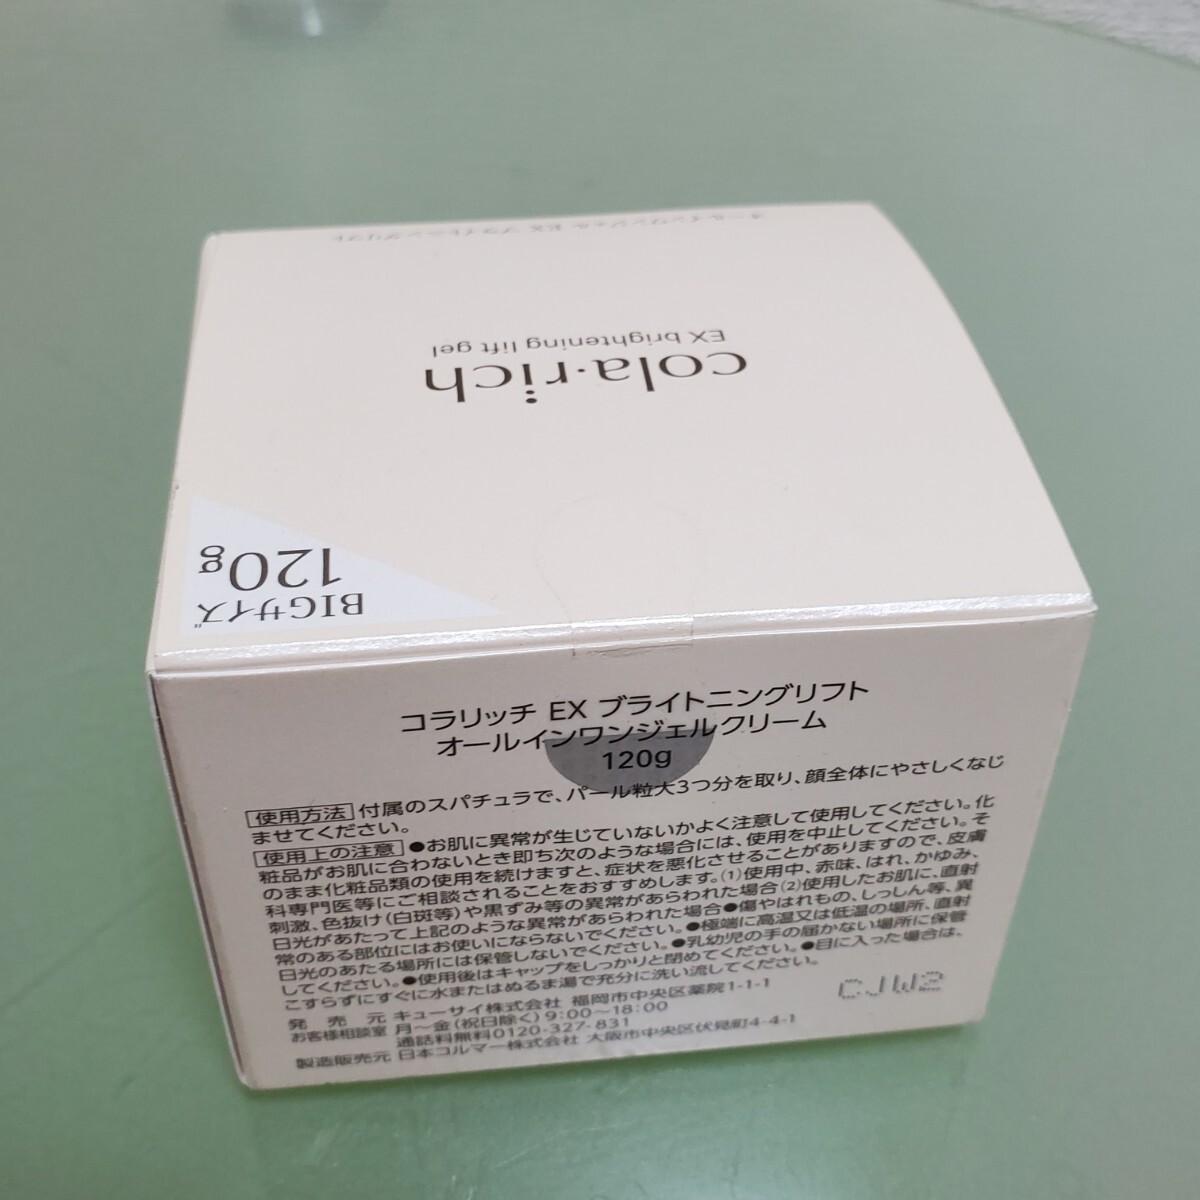 オールインワンジェル EX ブライトニングリフト
EX brightening lift gel
cola・rich
BIGサイズ
120g
コラリッチ EX ブライトニングリフト
オールインワンジェルクリーム
120g
使用方法 付属のスパチュラで、パール粒大3つ分を取り、顔全体にやさしくなじ
ませてください。
使用上の注意 ●お肌に異常が生じていないかよく注意して使用してください。化
粧品がお肌に合わないとき即ち次のような場合には、使用を中止してください。そ
のまま化粧品類の使用を続けますと、症状を悪化させることがありますので、皮膚
科専門医等にご相談されることをおすすめします。(1)使用中、赤味、はれ、かゆみ、
刺激、色抜け(白斑等)や黒ずみ等の異常があらわれた場合(2)使用したお肌に、直射
日光があたって上記のような異常があらわれた場合●傷やはれもの、しっしん等、異
常のある部位にはお使いにならないでください。●極端に高温又は低温の場所、直射
日光のあたる場所には保管しないでください。●乳幼児の手の届かない場所に保管
してください。●使用後はキャップをしっかりと閉めてください。●目に入った場合は、
こすらずにすぐに水またはぬるま湯で充分に洗い流してください。
発売元 キューサイ株式会社 福岡市中央区薬院1-1-1
お客様相談室 月～金(祝日除く)9:00～18:00
通話料無料0120-327-831
製造販売元 日本コルマー株式会社 大阪市中央区伏見町4-4-1
CJW2